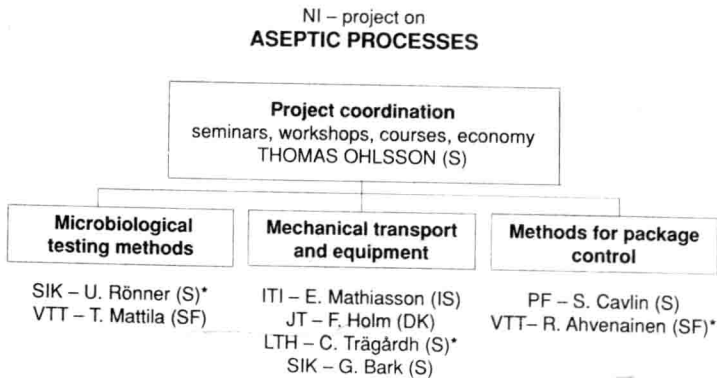 NI – project on
ASEPTIC PROCESSES
Project coordination
seminars, workshops, courses, economy
THOMAS OHLSSON (S)
Microbiological
testing methods
SIK – U. Rönner (S)*
VTT – T. Mattila (SF)
Mechanical transport
and equipment
ITI – E. Mathiasson (IS)
JT – F. Holm (DK)
LTH – C. Trägårdh (S)*
SIK – G. Bark (S)
Methods for package
control
PF – S. Cavlin (S)
VTT– R. Ahvenainen (SF)*